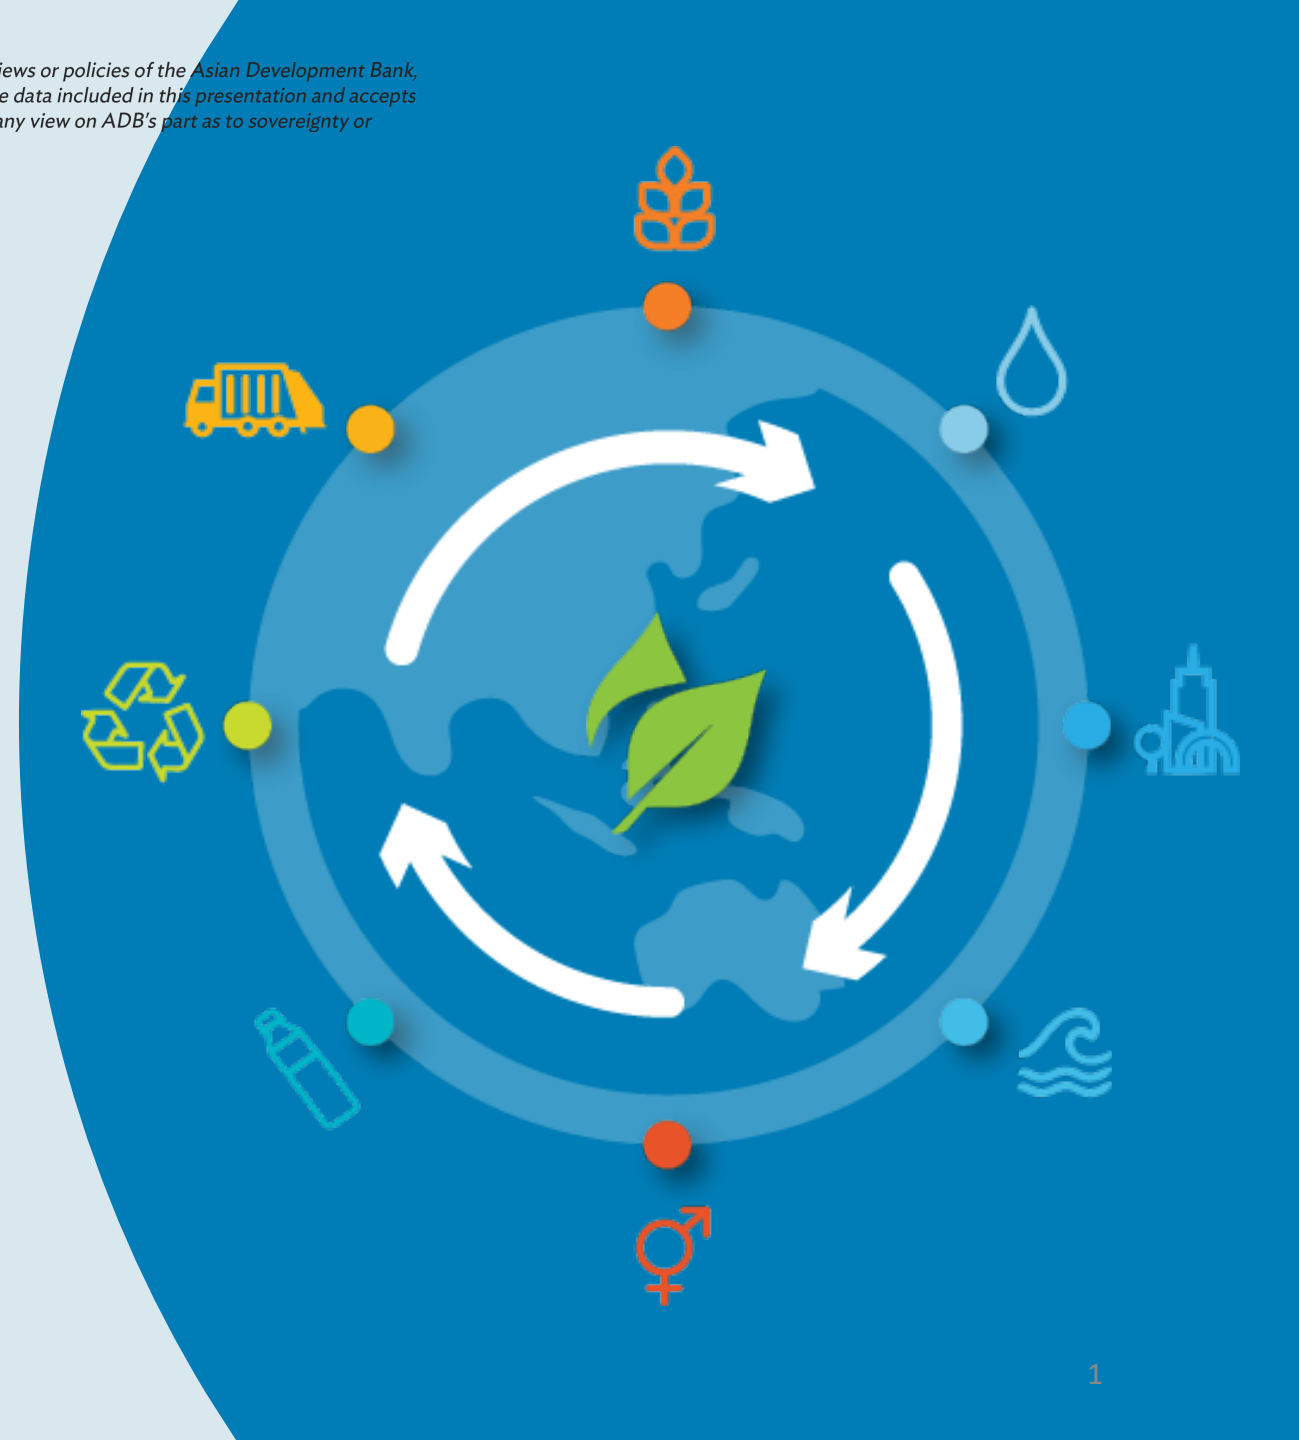 iews or policies of the Asian Development Bank,
e data included in this presentation and accepts
any view on ADB's part as to sovereignty or
1